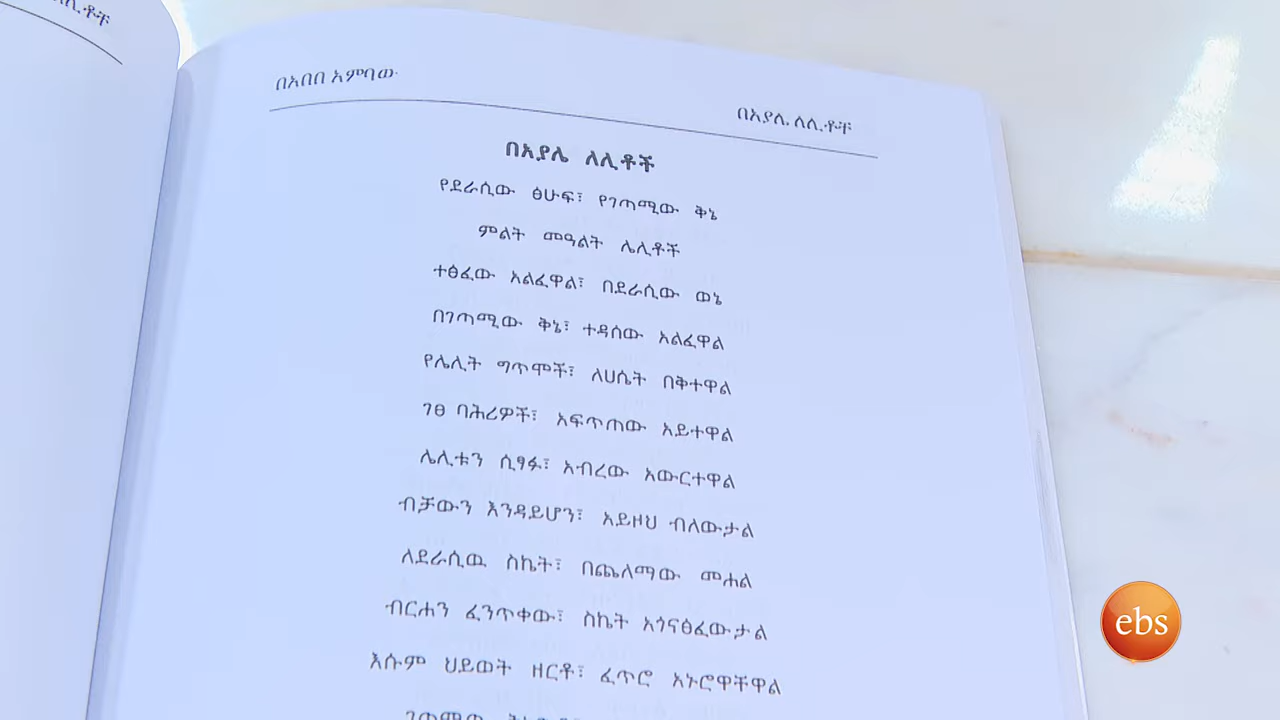 ለሊቶቹ
በአበበ አምባው
በአያሌ ለሊቶቹ
በአያሌ ለሊቶች
የደራሲው ፅሁፍ፣ የገጣሚው ቅኔ
ምልት መዓልት ሌሊቶች
ተፅፈው አልፈዋል፣ በደራሲው ወኔ
በገጣሚው ቅኔ፣ ተዳሰው አልፈዋል
የሌሊት ግጥሞች፣ ለሀሴት በቅተዋል
ገፀ ባሕሪዎች፣ አፍጥጠው አይተዋል
ሌሊቱን ሲፃፉ፣ አብረው አውርተዋል
ብቻውን እንዳይሆን፣ አይዞህ ብለውታል
ለደራሲዉ ስኬት፣ በጨለማው መሐል
ብርሐን ፈንጥቀው፣ ስኬት አጎናፅፈውታል
እሱም ህይወት ዘርቶ፣ ፈጥሮ አኑሮዋቸዋል
ebs